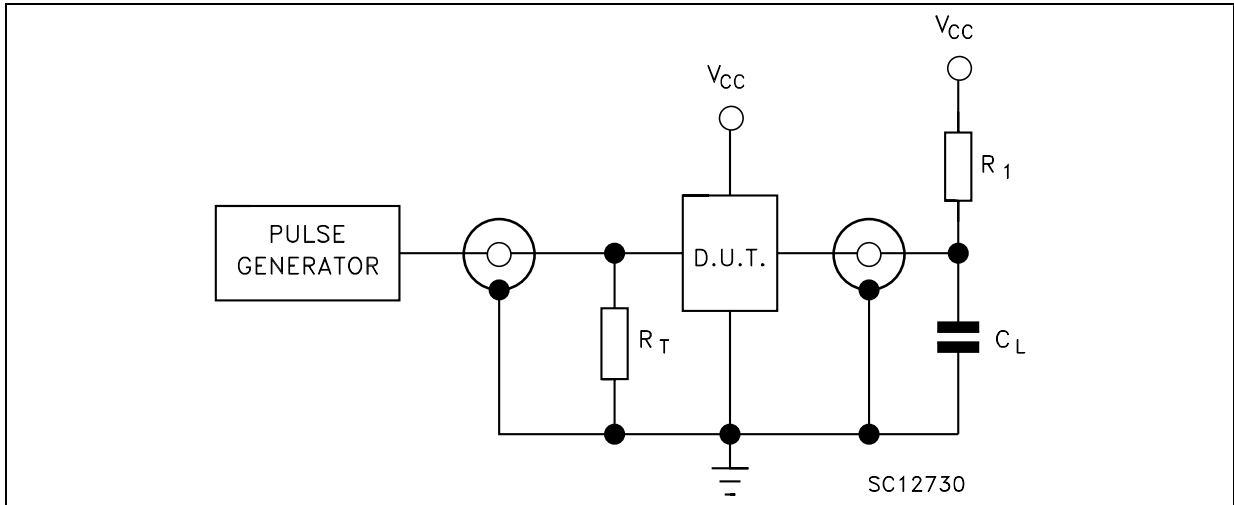 VCC
VCC
R1
PULSE
GENERATOR
D.U.T.
RT
CL
SC12730